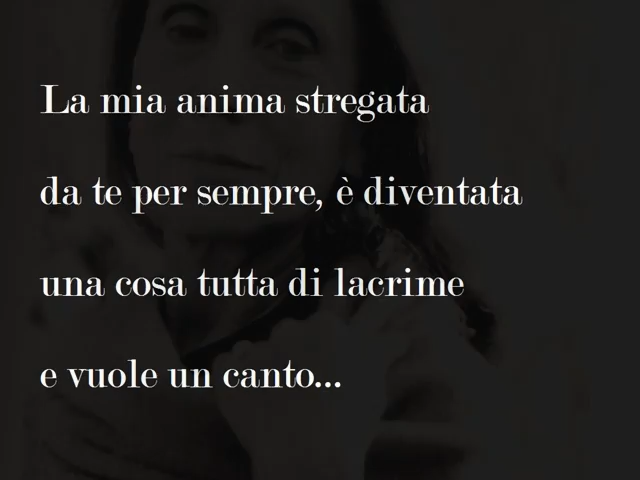 La mia anima stregata
da te per sempre, è diventata
una cosa tutta di lacrime
e vuole un canto...